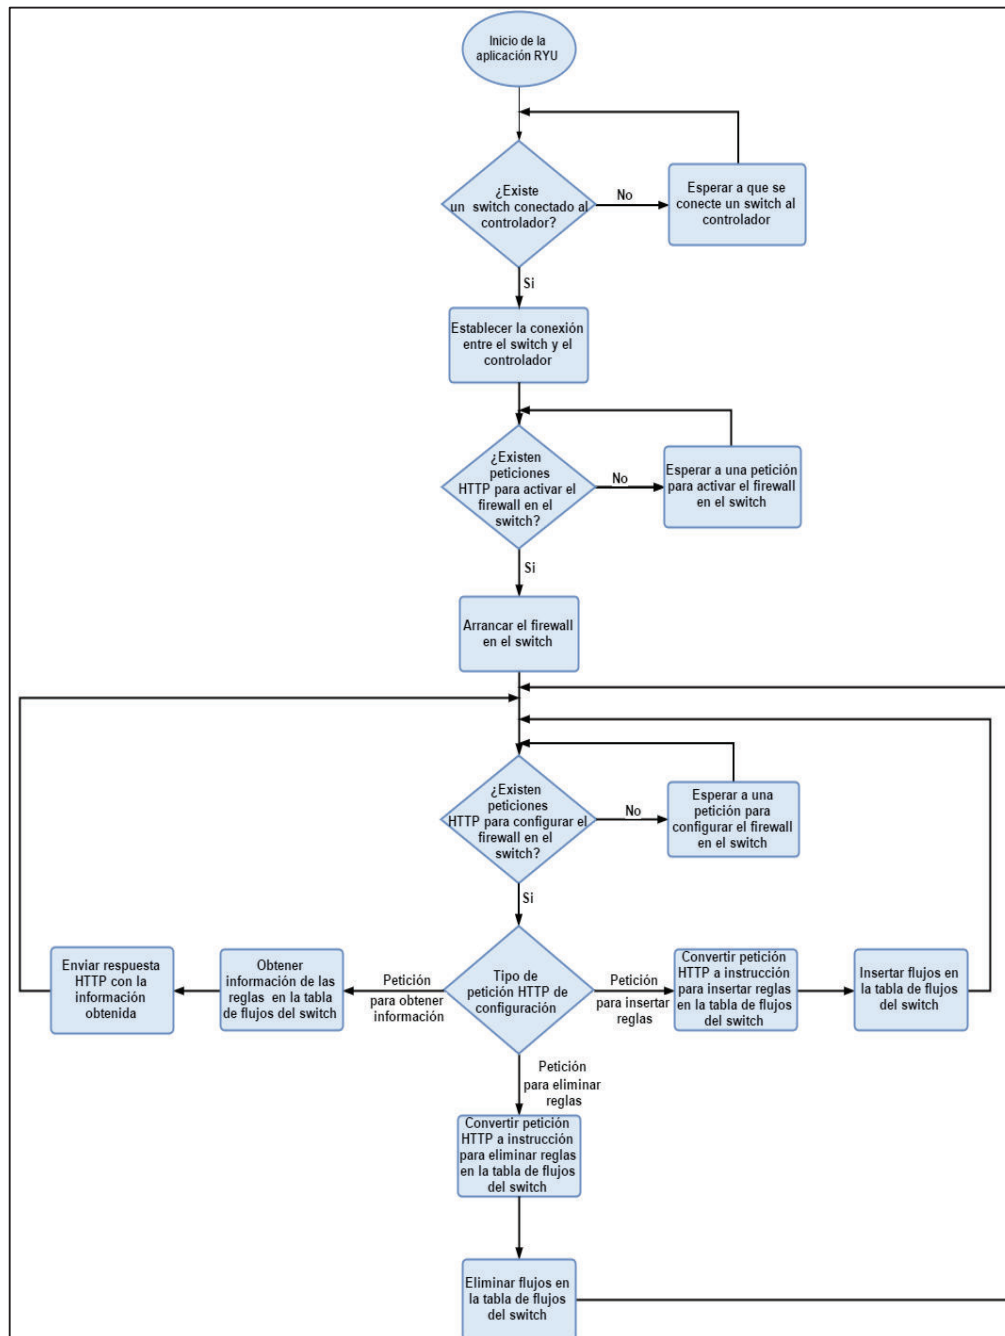 Inicio de la
aplicación RYU
¿Existe
un switch conectado al
controlador?
No
Esperar a que se
conecte un switch al
controlador
Si
Establecer la conexión
entre el switch y el
controlador
¿Existen
peticiones
HTTP para activar el
firewall en el
switch?
No
Esperar a una petición
para activar el firewall
en el switch
Si
Arrancar el firewall
en el switch
¿Existen
peticiones
HTTP para configurar el
firewall en el
switch?
No
Esperar a una
petición para
configurar el firewall
en el switch
Si
Enviar respuesta
HTTP con la
información
obtenida
Obtener
información de las
reglas en la tabla
de flujos del switch
Petición
para obtener
información
Tipo de
petición HTTP de
configuración
Petición
para insertar
reglas
Convertir petición
HTTP a instrucción
para insertar reglas
en la tabla de flujos
del switch
Insertar flujos en
la tabla de flujos
del switch
Petición
para eliminar
reglas
Convertir petición
HTTP a instrucción
para eliminar reglas
en la tabla de flujos
del switch
Eliminar flujos en
la tabla de flujos
del switch